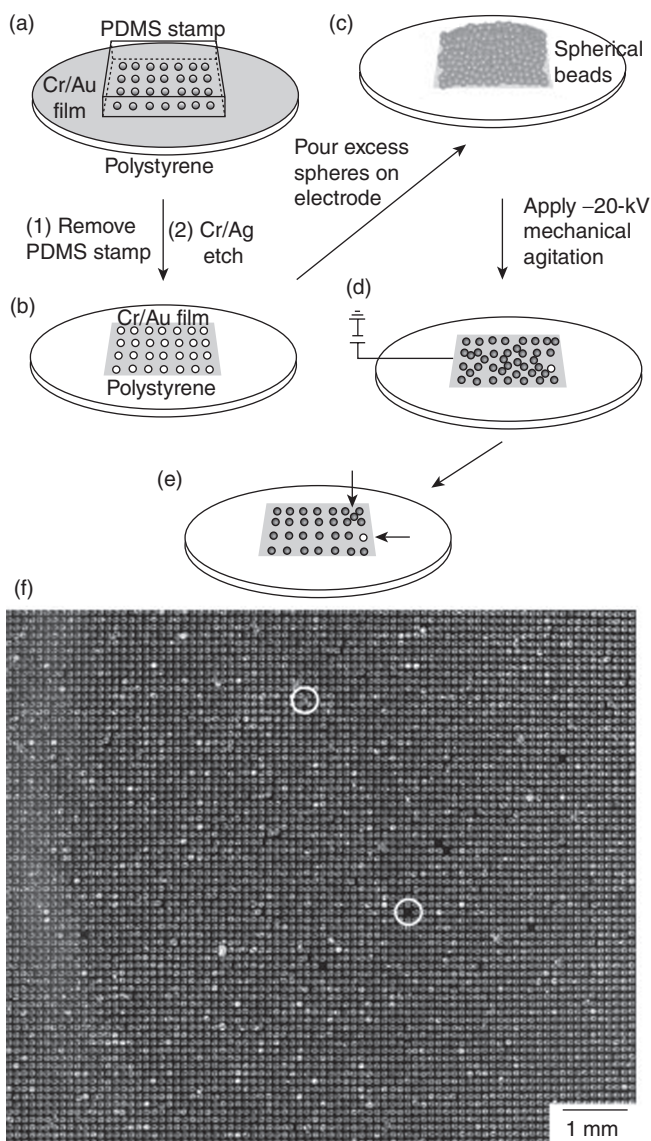 (a)
PDMS stamp
Cr/Au
film
Polystyrene
(1) Remove
PDMS stamp
(2) Cr/Ag
etch
(b)
Cr/Au film
Polystyrene
Pour excess
spheres on
electrode
(c)
Spherical
beads
Apply –20-kV
mechanical
agitation
(d)
(e)
(f)
1 mm